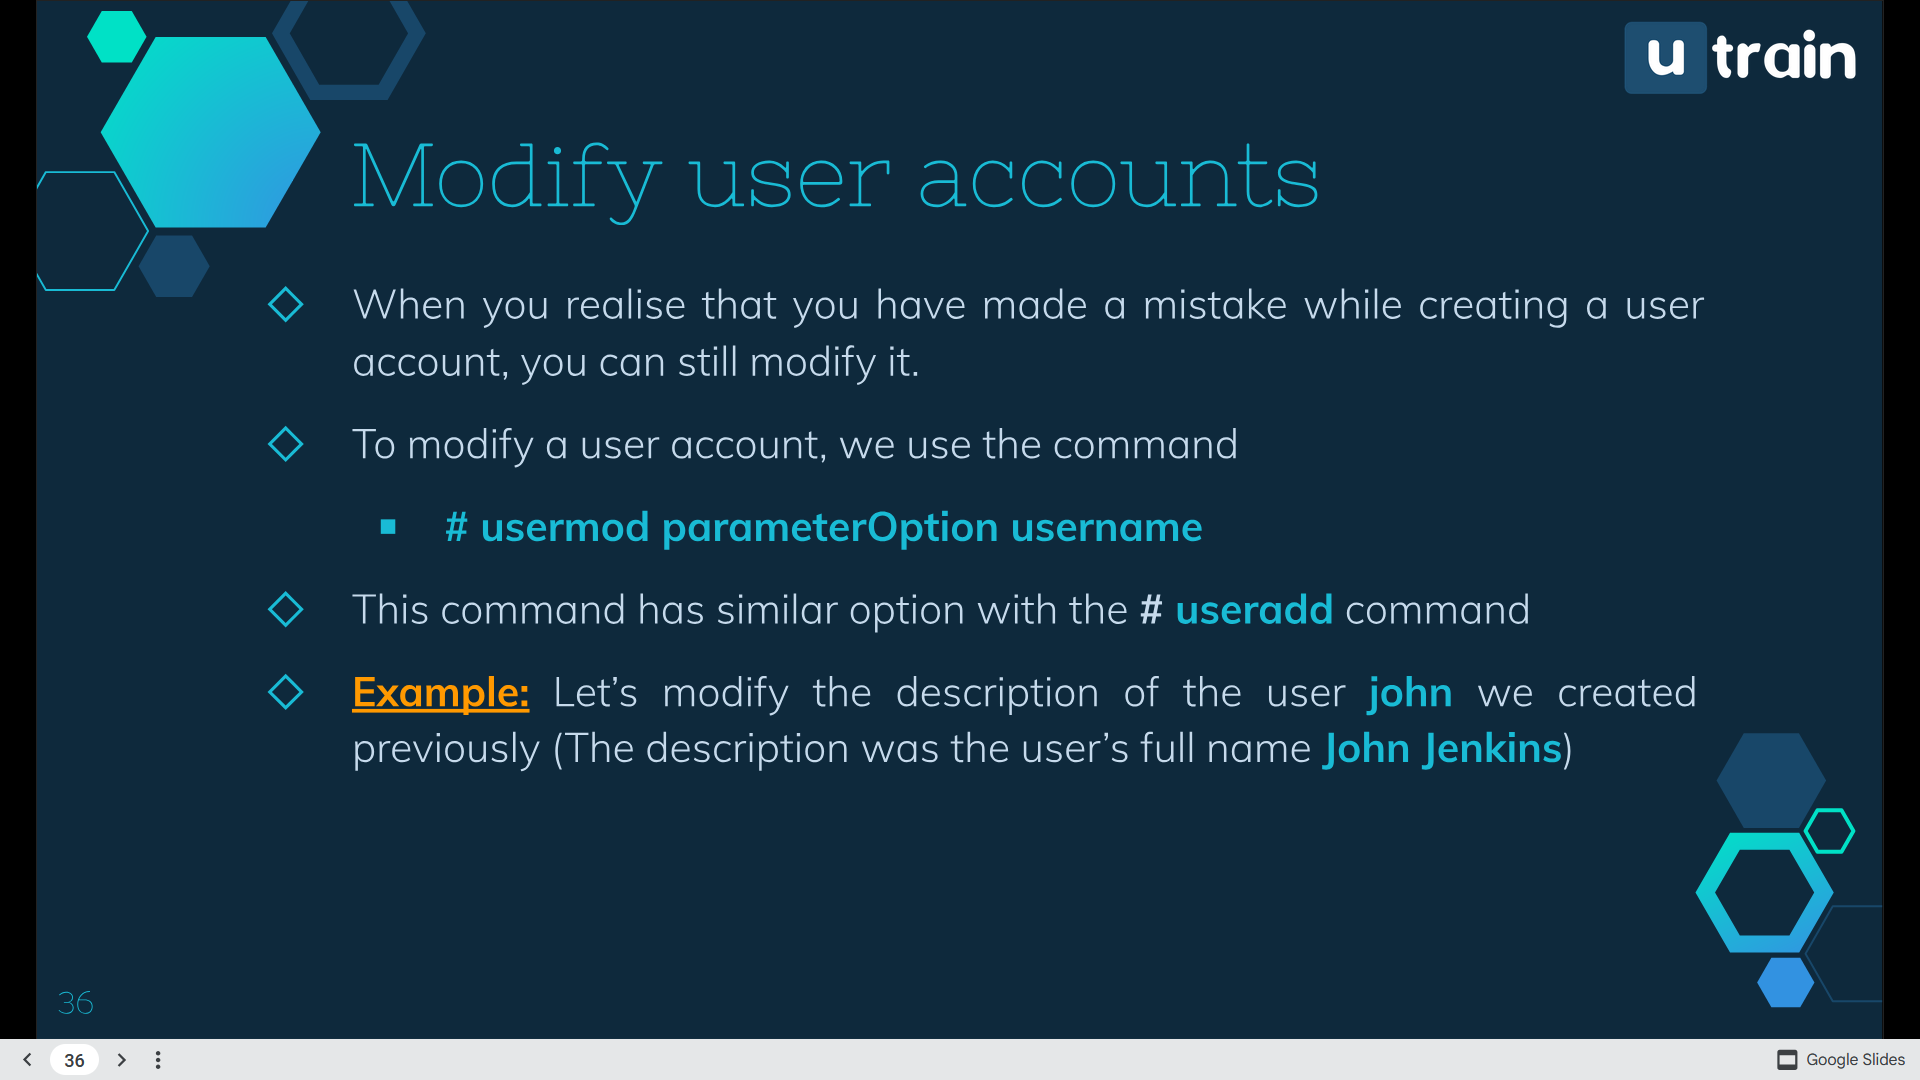 u train
Modify user accounts
When you realise that you have made a mistake while creating a user
account, you can still modify it.
To modify a user account, we use the command
# usermod parameterOption username
This command has similar option with the # useradd command
Example: Let’s modify the description of the user john we created
previously (The description was the user’s full name John Jenkins)
36
36
Google Slides